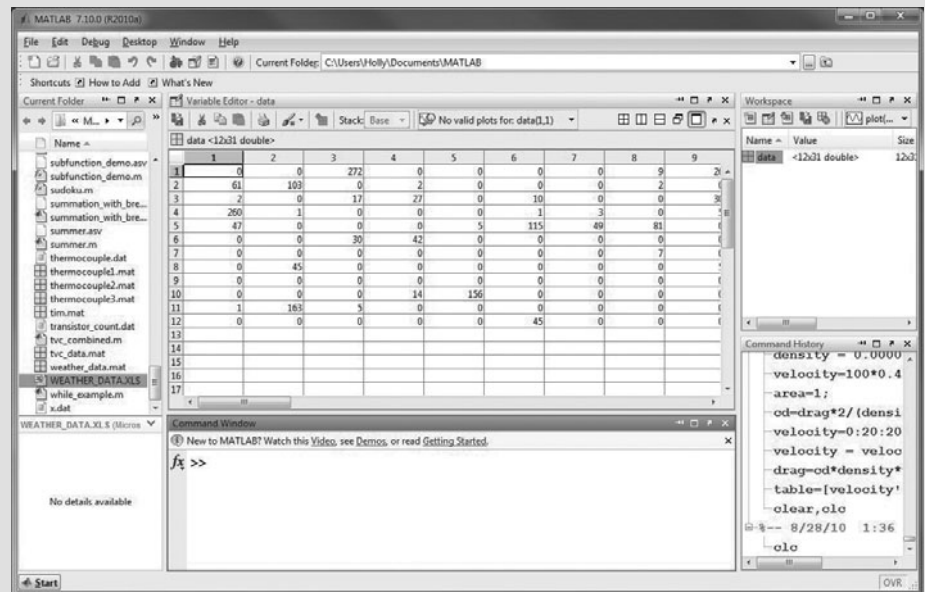 MATLAB 7.10.0 (R2010a)
File Edit Debug Desktop Window Help
Current Folder: C:\Users\Holly\Documents\MATLAB
Shortcuts How to Add What's New
Current Folder
« M...
Name
subfunction_demo.asv
subfunction_demo.m
sudoku.m
summation_with_bre...
summation_with_bre...
summer.asv
summer.m
thermocouple.dat
thermocouple1.mat
thermocouple2.mat
thermocouple3.mat
tim.mat
transistor_count.dat
tvc_combined.m
tvc_data.mat
weather_data.mat
WEATHER_DATA.XLS
while_example.m
x.dat
WEATHER_DATA.XLS (Micros
No details available
Start
Variable Editor - data
Stack: Base No valid plots for: data(1,1)
data <12x31 double>
1 2 3 4 5 6 7 8 9
1 0 0 272 0 0 0 0 9
2 61 103 0 2 0 0 0 2
3 2 0 17 27 0 10 0 0
4 260 1 0 0 0 1 3 0
5 47 0 0 0 5 115 49 81
6 0 0 30 42 0 0 0 0
7 0 0 0 0 0 0 0 7
8 0 45 0 0 0 0 0 0
9 0 0 0 0 0 0 0 0
10 0 0 0 14 156 0 0 0
11 1 163 5 0 0 0 0 0
12 0 0 0 0 0 45 0 0
13
14
15
16
17
Command Window
New to MATLAB? Watch this Video, see Demos, or read Getting Started.
fx >>
Workspace
plot(...
Name Value Size
data <12x31 double>
Command History
density = 0.0000
velocity=100*0.4
area=1;
cd=drag*2/(densi
velocity=0:20:20
velocity = veloc
drag=cd*density*
table=[velocity'
clear,clc
%-- 8/28/10 1:36
clc
OVR